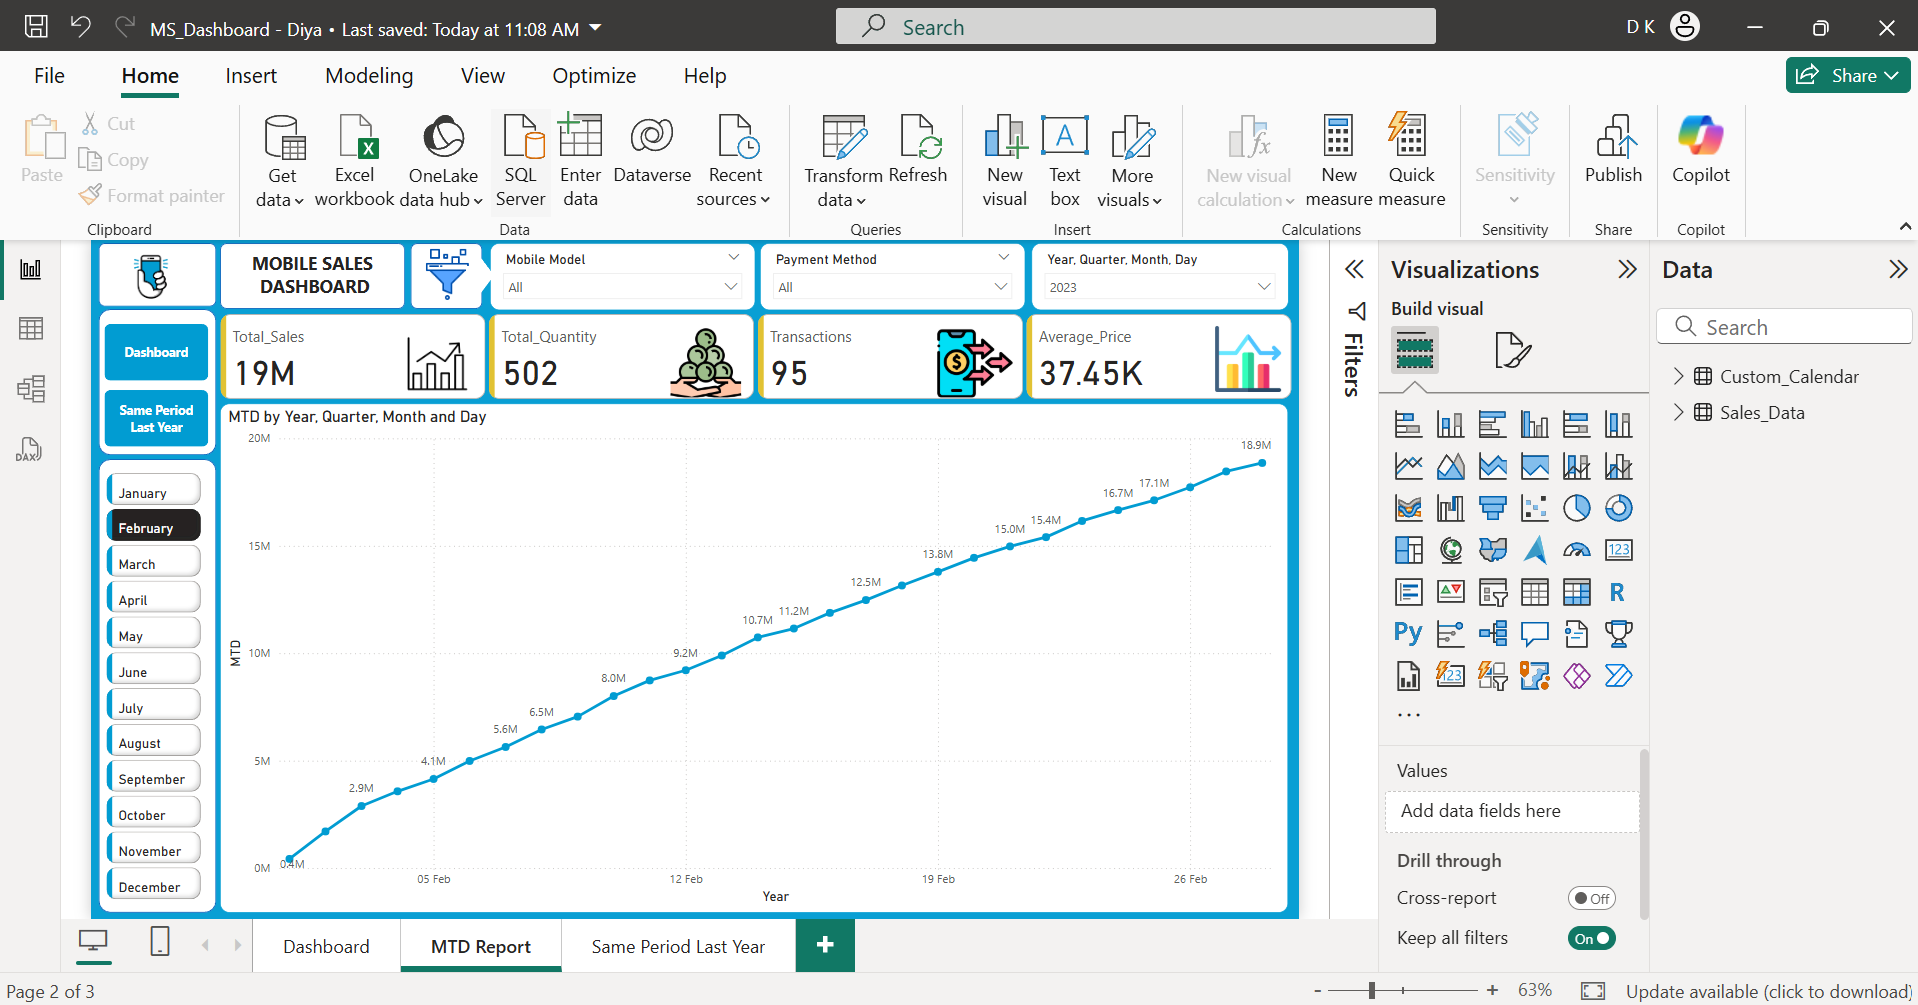 MS_Dashboard - Diya • Last saved: Today at 11:08 AM
Search
D K
File
Home
Insert
Modeling
View
Optimize
Help
Share
Paste
Cut
Copy
Format painter
Clipboard
Get
data
Excel
workbook
OneLake
data hub
SQL
Server
Enter
data
Dataverse
Recent
sources
Data
Transform
data
Refresh
Queries
New
visual
Text
box
More
visuals
Insert
New visual
calculation
New
measure
Quick
measure
Calculations
Sensitivity
Sensitivity
Publish
Share
Copilot
Copilot
MOBILE SALES
DASHBOARD
Mobile Model
All
Payment Method
All
Year, Quarter, Month, Day
2023
Dashboard
Same Period
Last Year
Total_Sales
19M
Total_Quantity
502
Transactions
95
Average_Price
37.45K
January
February
March
April
May
June
July
August
September
October
November
December
MTD by Year, Quarter, Month and Day
20M
15M
10M
5M
0M
MTD
0.4M
2.9M
4.1M
5.6M
6.5M
8.0M
9.2M
10.7M
11.2M
12.5M
13.8M
15.0M
15.4M
16.7M
17.1M
18.9M
05 Feb
12 Feb
19 Feb
26 Feb
Year
Filters
Visualizations
Build visual
123
R
Py
123
...
Values
Add data fields here
Drill through
Cross-report
Off
Keep all filters
On
Data
Search
Custom_Calendar
Sales_Data
DAX
Dashboard
MTD Report
Same Period Last Year
+
Page 2 of 3
-
+
63%
Update available (click to download)